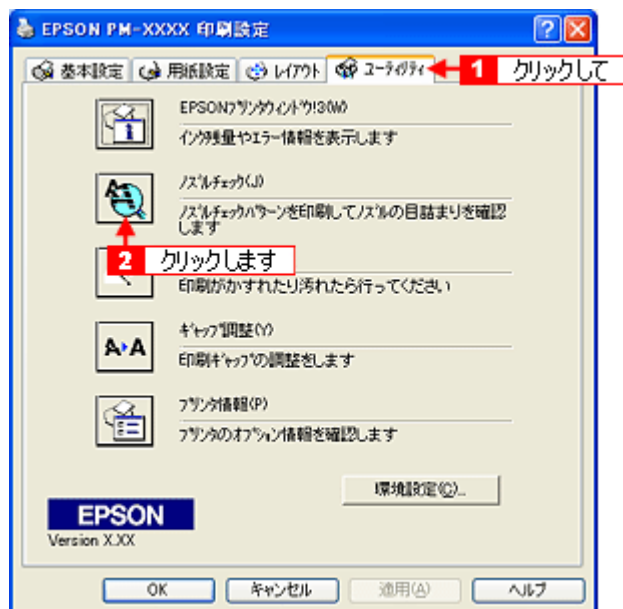 EPSON PM-XXXX 印刷設定
基本設定 用紙設定 レイアウト ユーティリティ 1 クリックして
EPSONプリンタウィンドウ!3(W)
インク残量やエラー情報を表示します
ノズルチェック(J)
ノズルチェックパターンを印刷してノズルの目詰まりを確認
します
2 クリックします
印刷がかすれたり汚れたら行ってください
ギャップ調整(Y)
印刷ギャップの調整をします
プリンタ情報(P)
プリンタのオプション情報を確認します
環境設定(G)...
EPSON
Version X.XX
OK キャンセル 適用(A) ヘルプ